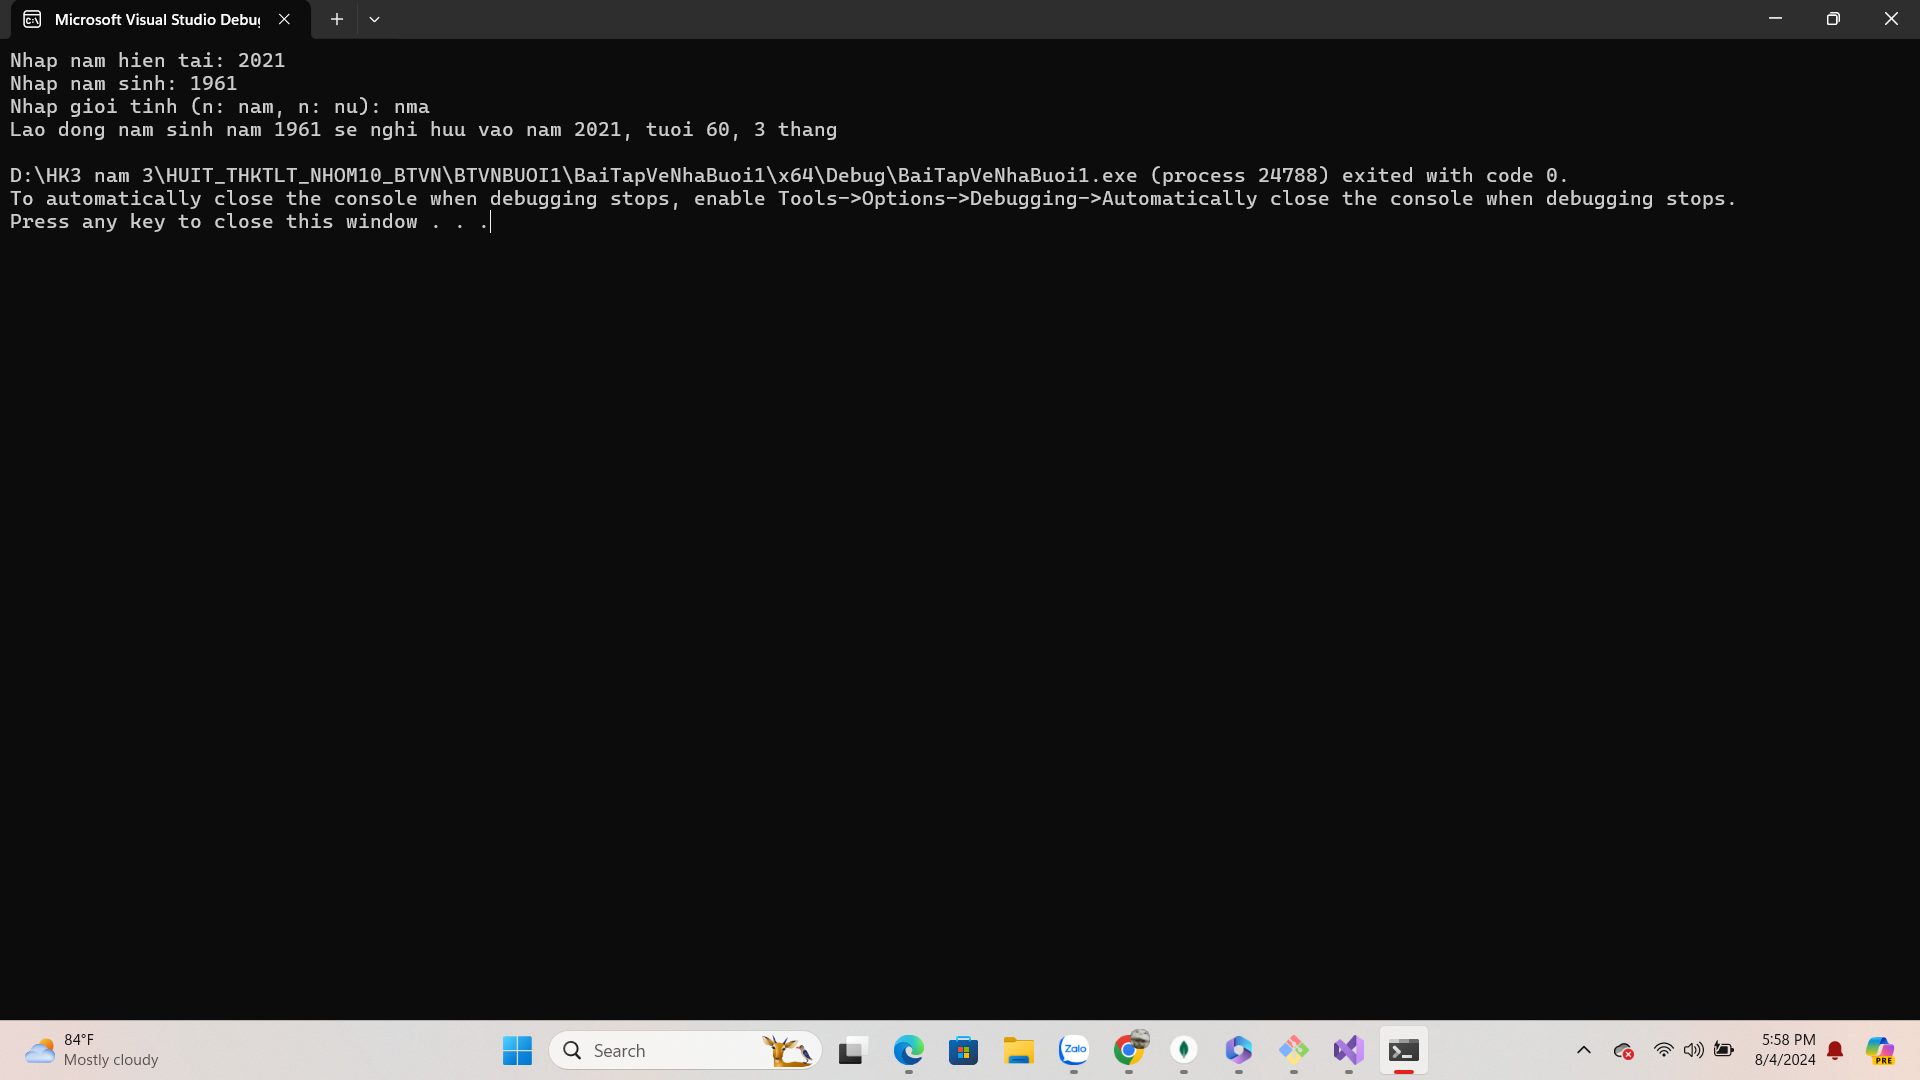 Microsoft Visual Studio Debu
Nhap nam hien tai: 2021
Nhap nam sinh: 1961
Nhap gioi tinh (n: nam, n: nu): nma
Lao dong nam sinh nam 1961 se nghi huu vao nam 2021, tuoi 60, 3 thang
D:\HK3 nam 3\HUIT_THKTLT_NHOM10_BTVN\BTVNBUOI1\BaiTapVeNhaBuoi1\x64\Debug\BaiTapVeNhaBuoi1.exe (process 24788) exited with code 0.
To automatically close the console when debugging stops, enable Tools->Options->Debugging->Automatically close the console when debugging stops.
Press any key to close this window . . .
84°F
Mostly cloudy
Search
Zalo
5:58 PM
8/4/2024
PRE